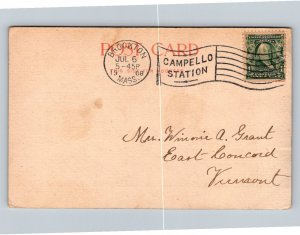 POST CARD
BROCKTON
JUL 6
5-45P
1908
MASS.
CAMPELLO
STATION
Mrs. Winnie A. Grant
East Concord
Vermont